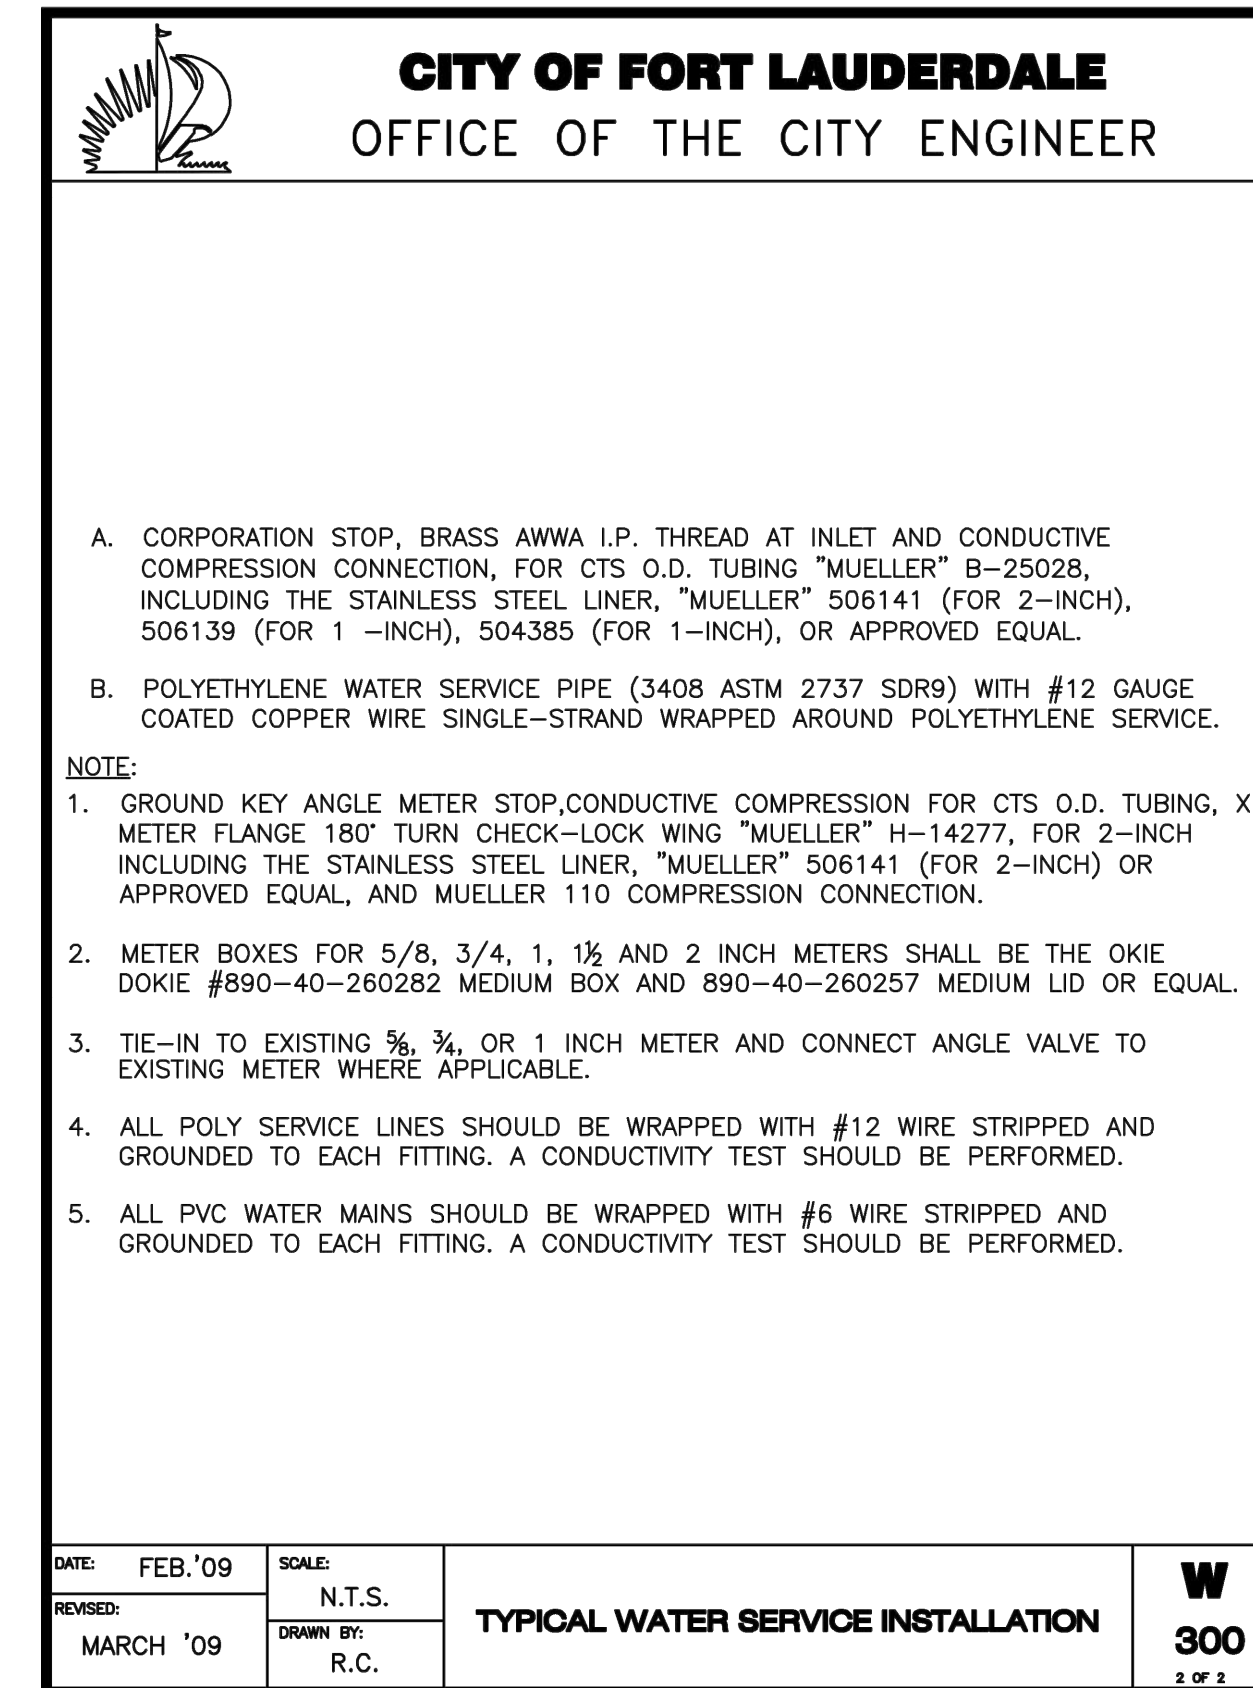 CITY OF FORT LAUDERDALE
OFFICE OF THE CITY ENGINEER
A. CORPORATION STOP, BRASS AWWA I.P. THREAD AT INLET AND CONDUCTIVE
COMPRESSION CONNECTION, FOR CTS O.D. TUBING "MUELLER" B-25028,
INCLUDING THE STAINLESS STEEL LINER, "MUELLER" 506141 (FOR 2-INCH),
506139 (FOR 1 -INCH), 504385 (FOR 1-INCH), OR APPROVED EQUAL.
B. POLYETHYLENE WATER SERVICE PIPE (3408 ASTM 2737 SDR9) WITH #12 GAUGE
COATED COPPER WIRE SINGLE-STRAND WRAPPED AROUND POLYETHYLENE SERVICE.
NOTE:
1. GROUND KEY ANGLE METER STOP,CONDUCTIVE COMPRESSION FOR CTS O.D. TUBING, X
METER FLANGE 180° TURN CHECK-LOCK WING "MUELLER" H-14277, FOR 2-INCH
INCLUDING THE STAINLESS STEEL LINER, "MUELLER" 506141 (FOR 2-INCH) OR
APPROVED EQUAL, AND MUELLER 110 COMPRESSION CONNECTION.
2. METER BOXES FOR 5/8, 3/4, 1, 1½ AND 2 INCH METERS SHALL BE THE OKIE
DOKIE #890-40-260282 MEDIUM BOX AND 890-40-260257 MEDIUM LID OR EQUAL.
3. TIE-IN TO EXISTING ⅝, ¾, OR 1 INCH METER AND CONNECT ANGLE VALVE TO
EXISTING METER WHERE APPLICABLE.
4. ALL POLY SERVICE LINES SHOULD BE WRAPPED WITH #12 WIRE STRIPPED AND
GROUNDED TO EACH FITTING. A CONDUCTIVITY TEST SHOULD BE PERFORMED.
5. ALL PVC WATER MAINS SHOULD BE WRAPPED WITH #6 WIRE STRIPPED AND
GROUNDED TO EACH FITTING. A CONDUCTIVITY TEST SHOULD BE PERFORMED.
DATE: FEB.'09
REVISED:
MARCH '09
SCALE:
N.T.S.
DRAWN BY:
R.C.
TYPICAL WATER SERVICE INSTALLATION
W
300
2 OF 2